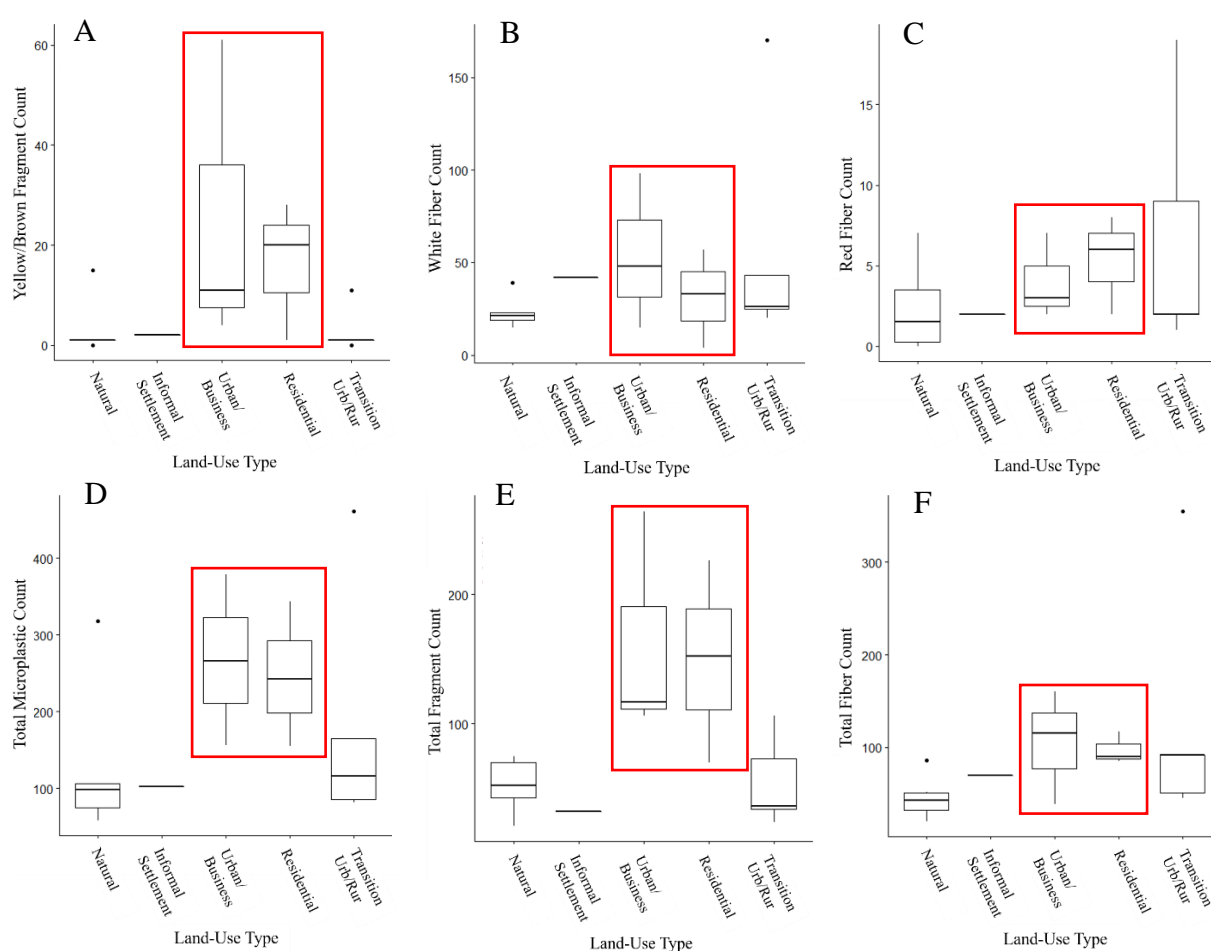 A
Yellow/Brown Fragment Count
60
40
20
0
Natural
Informal
Settlement
Urban/
Business
Residential
Transition
Urb/Rur
Land-Use Type
B
White Fiber Count
150
100
50
0
Natural
Informal
Settlement
Urban/
Business
Residential
Transition
Urb/Rur
Land-Use Type
C
Red Fiber Count
15
10
5
0
Natural
Informal
Settlement
Urban/
Business
Residential
Transition
Urb/Rur
Land-Use Type
D
Total Microplastic Count
400
300
200
100
Natural
Informal
Settlement
Urban/
Business
Residential
Transition
Urb/Rur
Land-Use Type
E
Total Fragment Count
200
100
Natural
Informal
Settlement
Urban/
Business
Residential
Transition
Urb/Rur
Land-Use Type
F
Total Fiber Count
300
200
100
0
Natural
Informal
Settlement
Urban/
Business
Residential
Transition
Urb/Rur
Land-Use Type